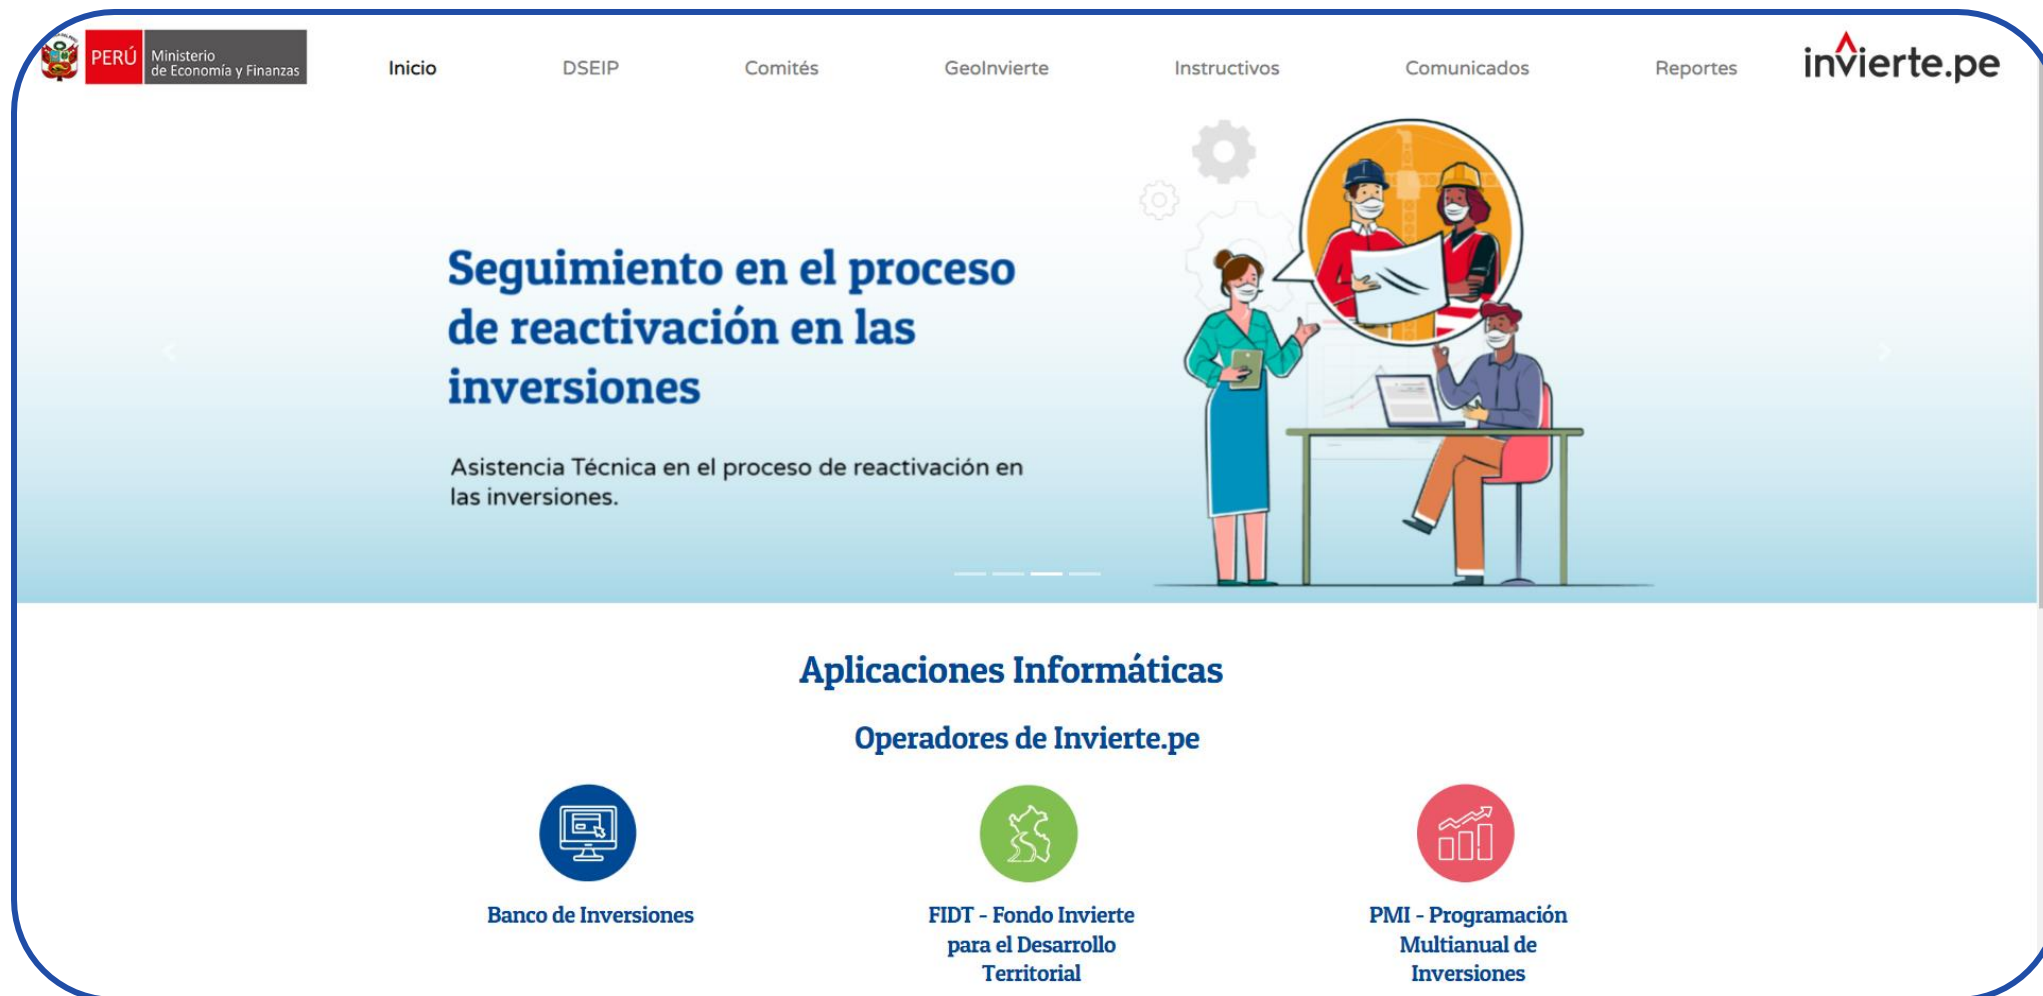 PERÚ
Ministerio
de Economía y Finanzas
Inicio
DSEIP
Comités
GeoInvierte
Instructivos
Comunicados
Reportes
invierte.pe
Seguimiento en el proceso
de reactivación en las
inversiones
Asistencia Técnica en el proceso de reactivación en
las inversiones.
Aplicaciones Informáticas
Operadores de Invierte.pe
Banco de Inversiones
FIDT - Fondo Invierte
para el Desarrollo
Territorial
PMI - Programación
Multianual de
Inversiones